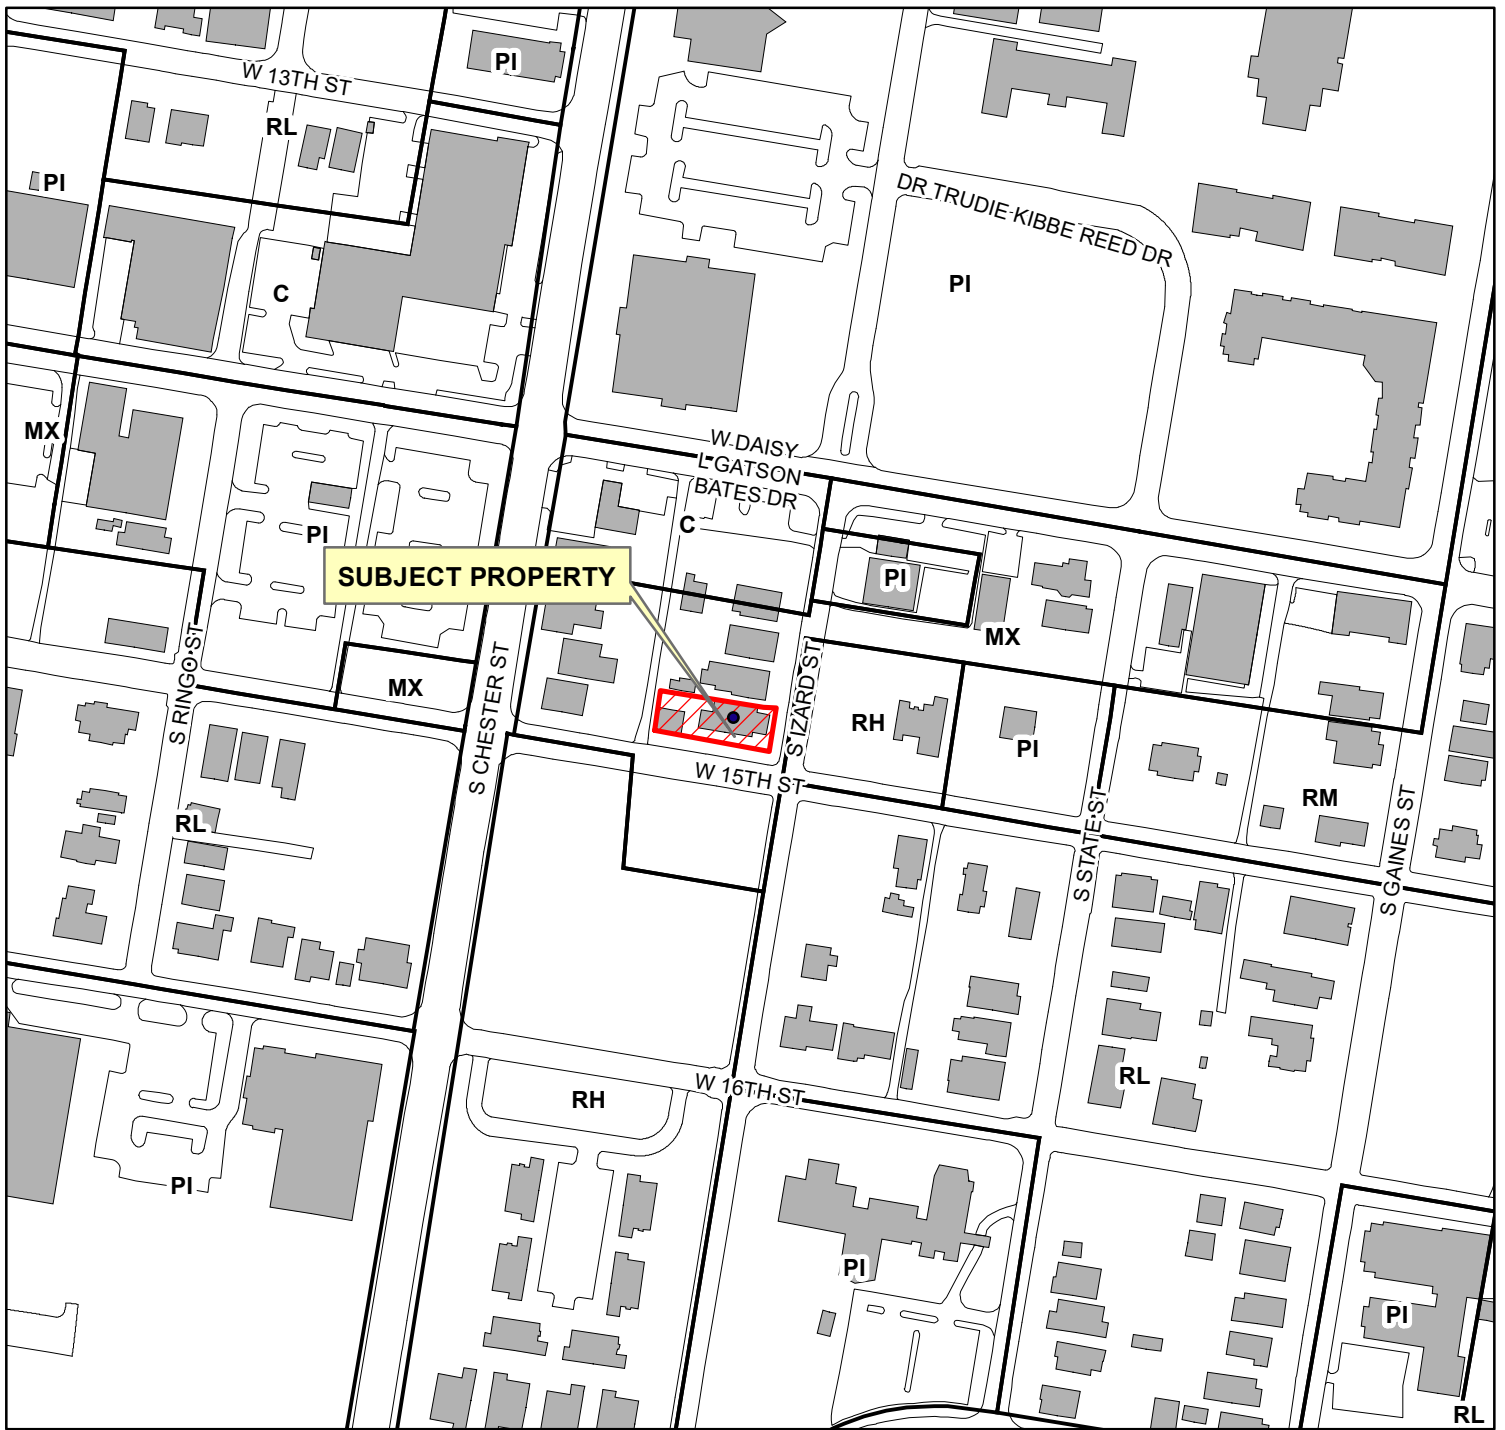 PI
W 13TH ST
RL
PI
DR TRUDIE KIBBE REED DR
PI
C
MX
W DAISY
L GATSON
BATES DR
C
PI
SUBJECT PROPERTY
PI
MX
S RINGO ST
S CHESTER ST
MX
S IZARD ST
RH
PI
W 15TH ST
RM
RL
S STATE ST
S GAINES ST
W 16TH ST
RH
RL
PI
PI
PI
RL